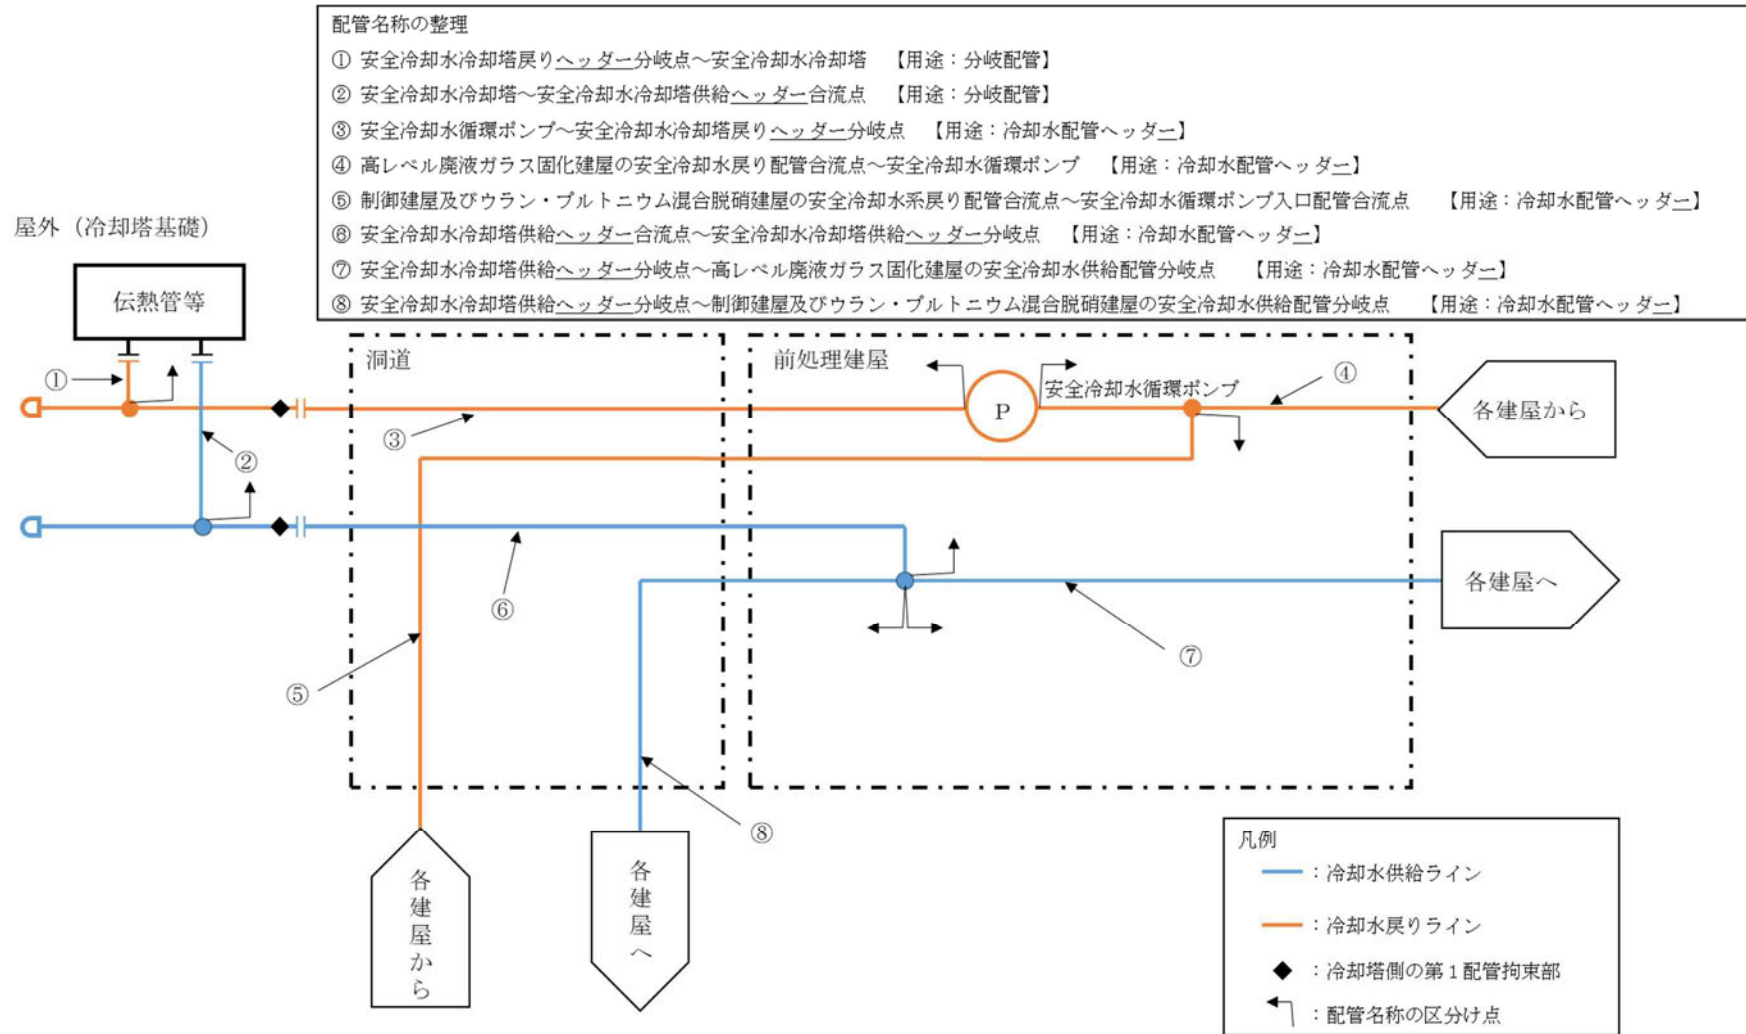 配管名称の整理
① 安全冷却水冷却塔戻りヘッダー分岐点～安全冷却水冷却塔 【用途：分岐配管】
② 安全冷却水冷却塔～安全冷却水冷却塔供給ヘッダー合流点 【用途：分岐配管】
③ 安全冷却水循環ポンプ～安全冷却水冷却塔戻りヘッダー分岐点 【用途：冷却水配管ヘッダー】
④ 高レベル廃液ガラス固化建屋の安全冷却水戻り配管合流点～安全冷却水循環ポンプ 【用途：冷却水配管ヘッダー】
⑤ 制御建屋及びウラン・プルトニウム混合脱硝建屋の安全冷却水系戻り配管合流点～安全冷却水循環ポンプ入口配管合流点 【用途：冷却水配管ヘッダー】
⑥ 安全冷却水冷却塔供給ヘッダー合流点～安全冷却水冷却塔供給ヘッダー分岐点 【用途：冷却水配管ヘッダー】
⑦ 安全冷却水冷却塔供給ヘッダー分岐点～高レベル廃液ガラス固化建屋の安全冷却水供給配管分岐点 【用途：冷却水配管ヘッダー】
⑧ 安全冷却水冷却塔供給ヘッダー分岐点～制御建屋及びウラン・プルトニウム混合脱硝建屋の安全冷却水供給配管分岐点 【用途：冷却水配管ヘッダー】
屋外（冷却塔基礎）
伝熱管等
洞道
前処理建屋
安全冷却水循環ポンプ
P
①
②
③
④
⑤
⑥
⑦
⑧
各建屋から
各建屋へ
各建屋から
各建屋へ
凡例
：冷却水供給ライン
：冷却水戻りライン
：冷却塔側の第１配管拘束部
：配管名称の区分け点